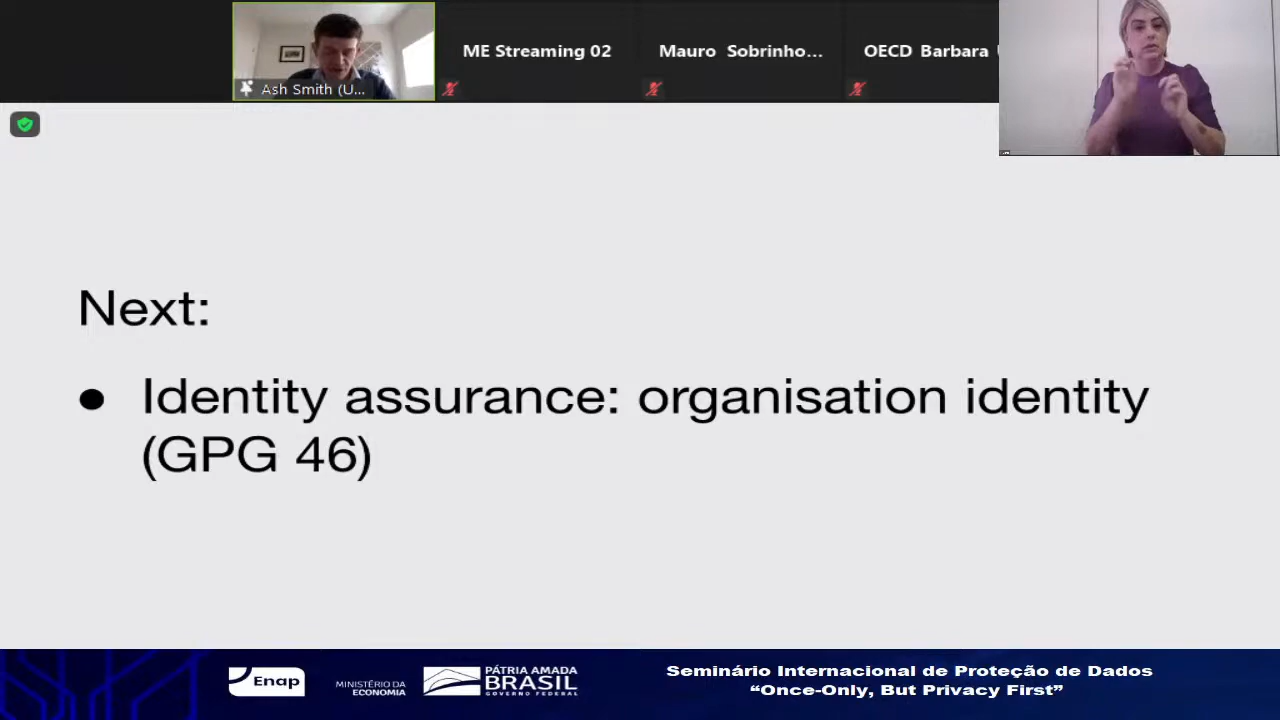 Ash Smith (U...
ME Streaming 02
Mauro Sobrinho...
OECD Barbara
Next:
● Identity assurance: organisation identity
(GPG 46)
Enap
MINISTÉRIO DA
ECONOMIA
PÁTRIA AMADA
BRASIL
GOVERNO FEDERAL
Seminário Internacional de Proteção de Dados
“Once-Only, But Privacy First”